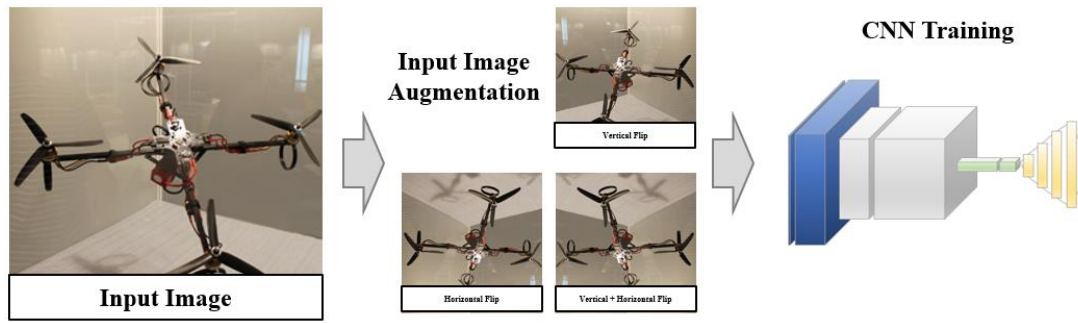 Input Image
Input Image
Augmentation
Vertical Flip
Horizontal Flip
Vertical + Horizontal Flip
CNN Training